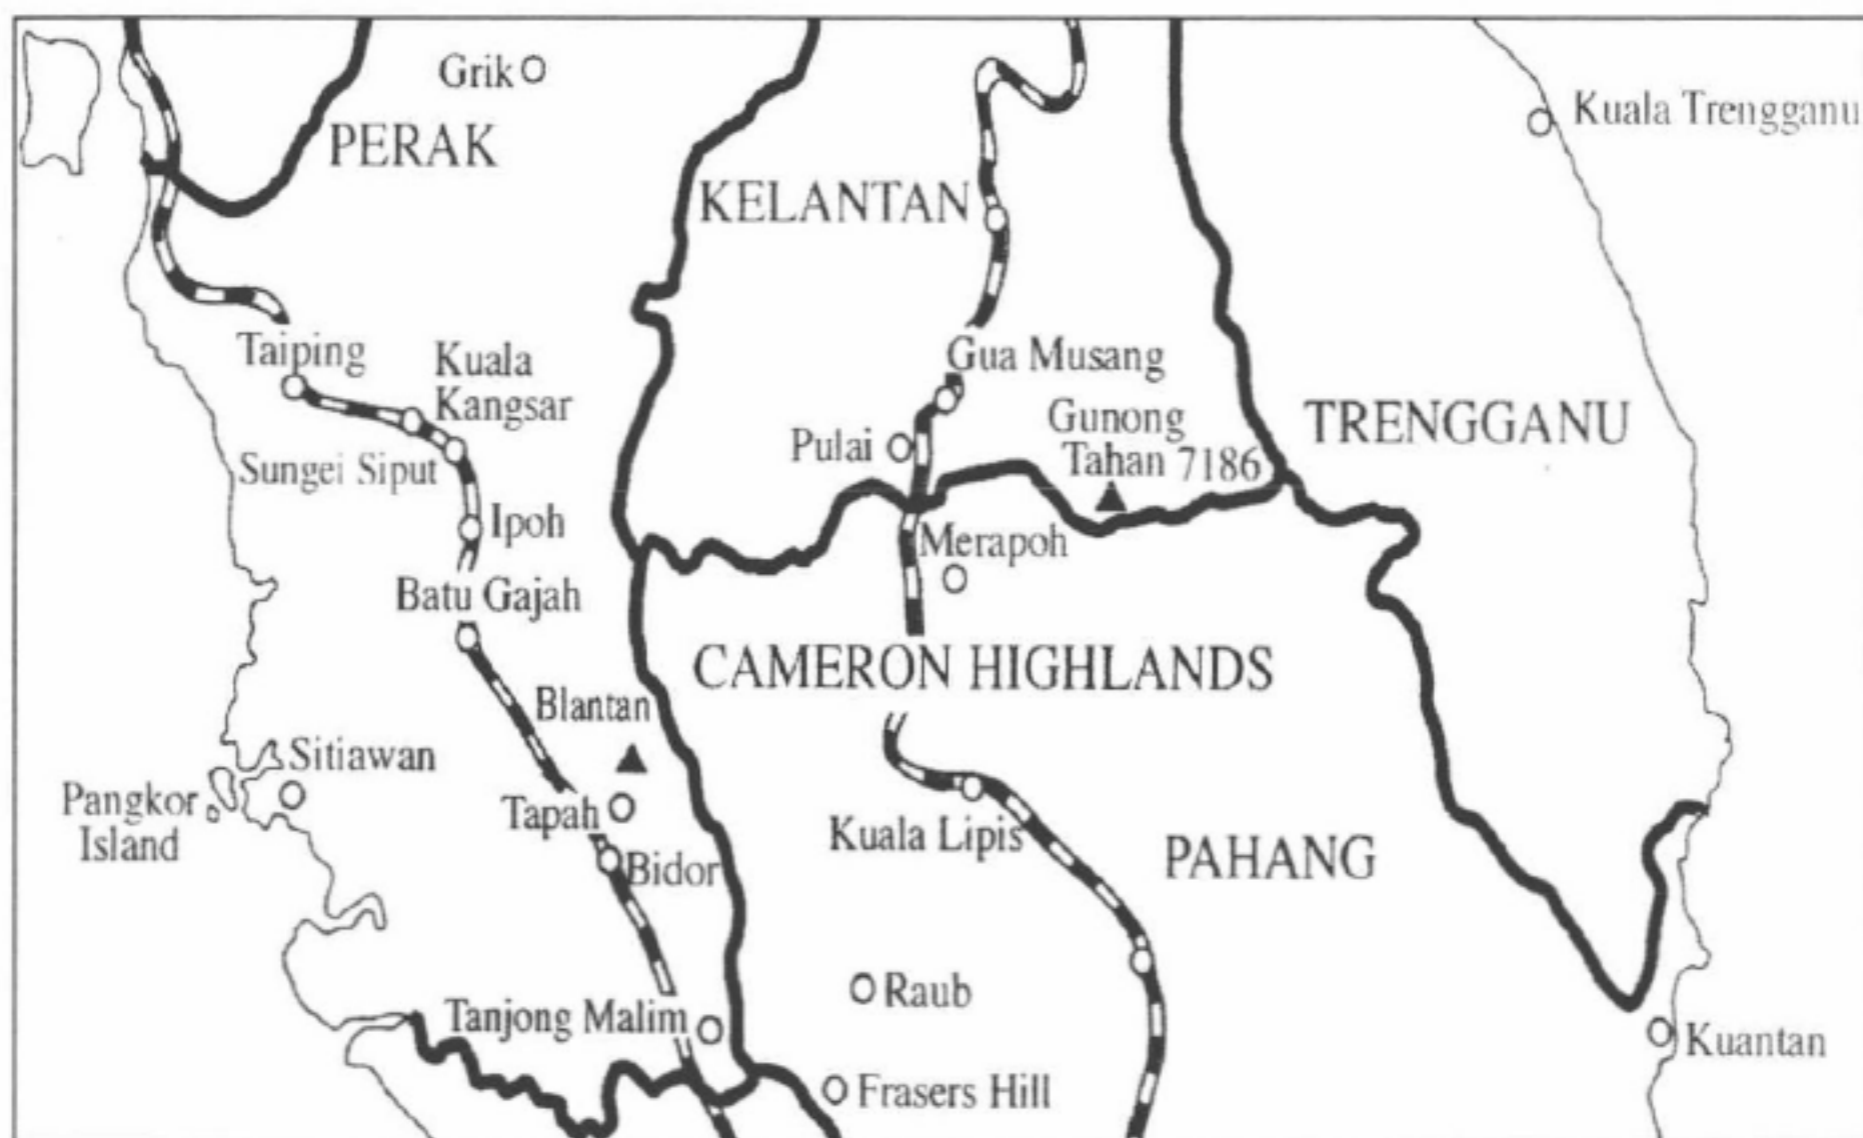 Grik
Kuala Trengganu
PERAK
KELANTAN
Taiping
Kuala
Kangsar
Gua Musang
Gunong
Tahan 7186
TRENGGANU
Pulai
Sungei Siput
Ipoh
Merapoh
Batu Gajah
CAMERON HIGHLANDS
Blantan
Sitiawan
Pangkor
Island
Tapah
Kuala Lipis
PAHANG
Bidor
Raub
Tanjong Malim
Kuantan
Frasers Hill